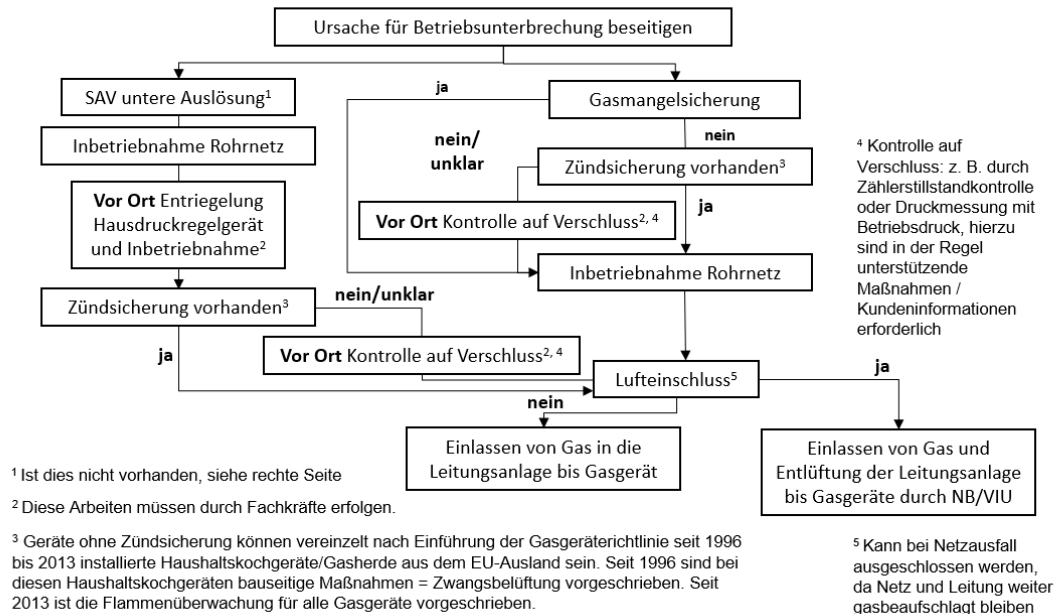 Ursache für Betriebsunterbrechung beseitigen
SAV untere Auslösung¹
ja
Gasmangelsicherung
Inbetriebnahme Rohrnetz
nein/
unklar
nein
Zündsicherung vorhanden³
Vor Ort Entriegelung
Hausdruckregelgerät
und Inbetriebnahme²
Vor Ort Kontrolle auf Verschluss²,⁴
ja
Inbetriebnahme Rohrnetz
⁴ Kontrolle auf
Verschluss: z. B. durch
Zählerstillstandkontrolle
oder Druckmessung mit
Betriebsdruck, hierzu
sind in der Regel
unterstützende
Maßnahmen /
Kundeninformationen
erforderlich
Zündsicherung vorhanden³
nein/unklar
ja
Vor Ort Kontrolle auf Verschluss²,⁴
Lufteinschluss⁵
ja
nein
Einlassen von Gas in die
Leitungsanlage bis Gasgerät
Einlassen von Gas und
Entlüftung der Leitungsanlage
bis Gasgeräte durch NB/VIU
¹ Ist dies nicht vorhanden, siehe rechte Seite
² Diese Arbeiten müssen durch Fachkräfte erfolgen.
³ Geräte ohne Zündsicherung können vereinzelt nach Einführung der Gasgeräterichtlinie seit 1996
bis 2013 installierte Haushaltskochgeräte/Gasherde aus dem EU-Ausland sein. Seit 1996 sind bei
diesen Haushaltskochgeräten bauseitige Maßnahmen = Zwangsbelüftung vorgeschrieben. Seit
2013 ist die Flammenüberwachung für alle Gasgeräte vorgeschrieben.
⁵ Kann bei Netzausfall
ausgeschlossen werden,
da Netz und Leitung weiter
gasbeaufschlagt bleiben